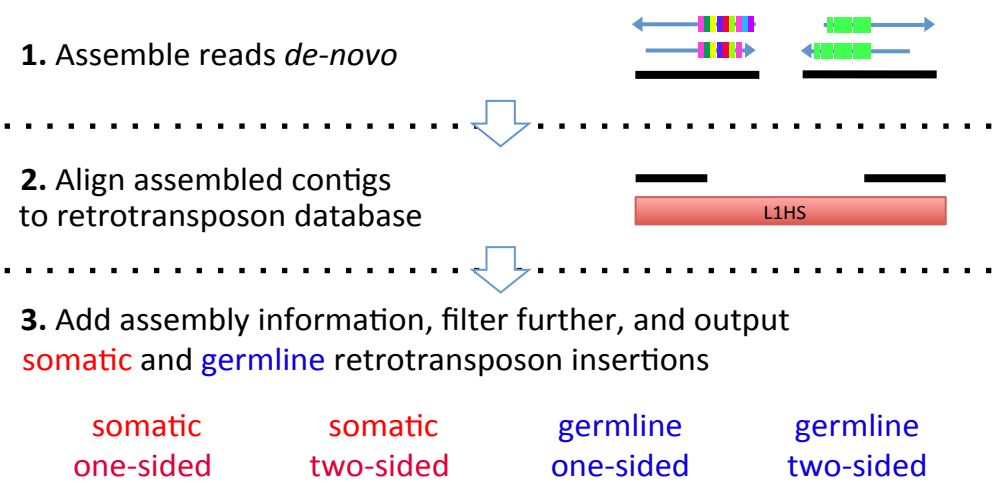 1. Assemble reads de-novo
2. Align assembled contigs
to retrotransposon database
L1HS
3. Add assembly information, filter further, and output
somatic and germline retrotransposon insertions
somatic somatic germline germline
one-sided two-sided one-sided two-sided